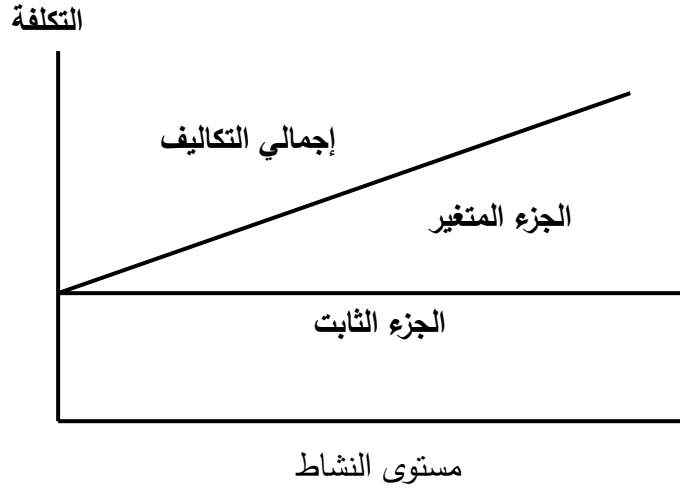 التكلفة
إجمالي التكاليف
الجزء المتغير
الجزء الثابت
مستوى النشاط